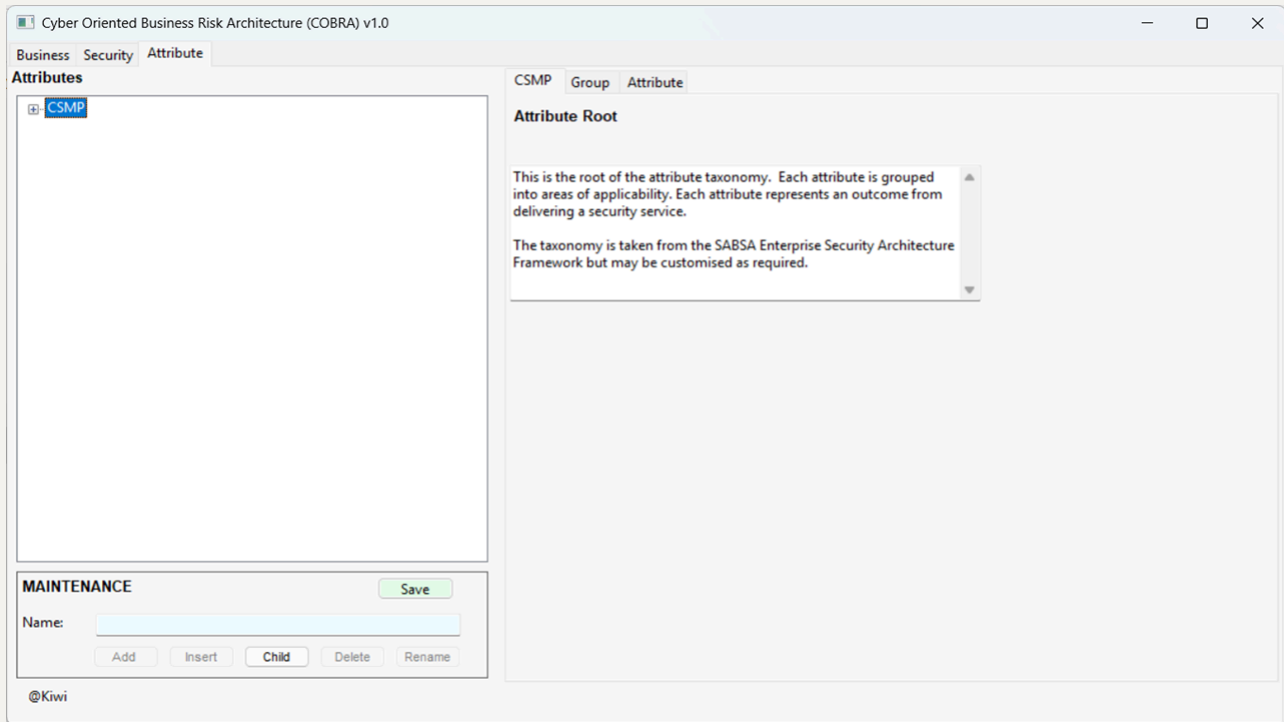 Cyber Oriented Business Risk Architecture (COBRA) v1.0
Business Security Attribute
Attributes
CSMP
CSMP Group Attribute
Attribute Root
This is the root of the attribute taxonomy.  Each attribute is grouped
into areas of applicability. Each attribute represents an outcome from
delivering a security service.
The taxonomy is taken from the SABSA Enterprise Security Architecture
Framework but may be customised as required.
MAINTENANCE
Save
Name:
Add Insert Child Delete Rename
@Kiwi